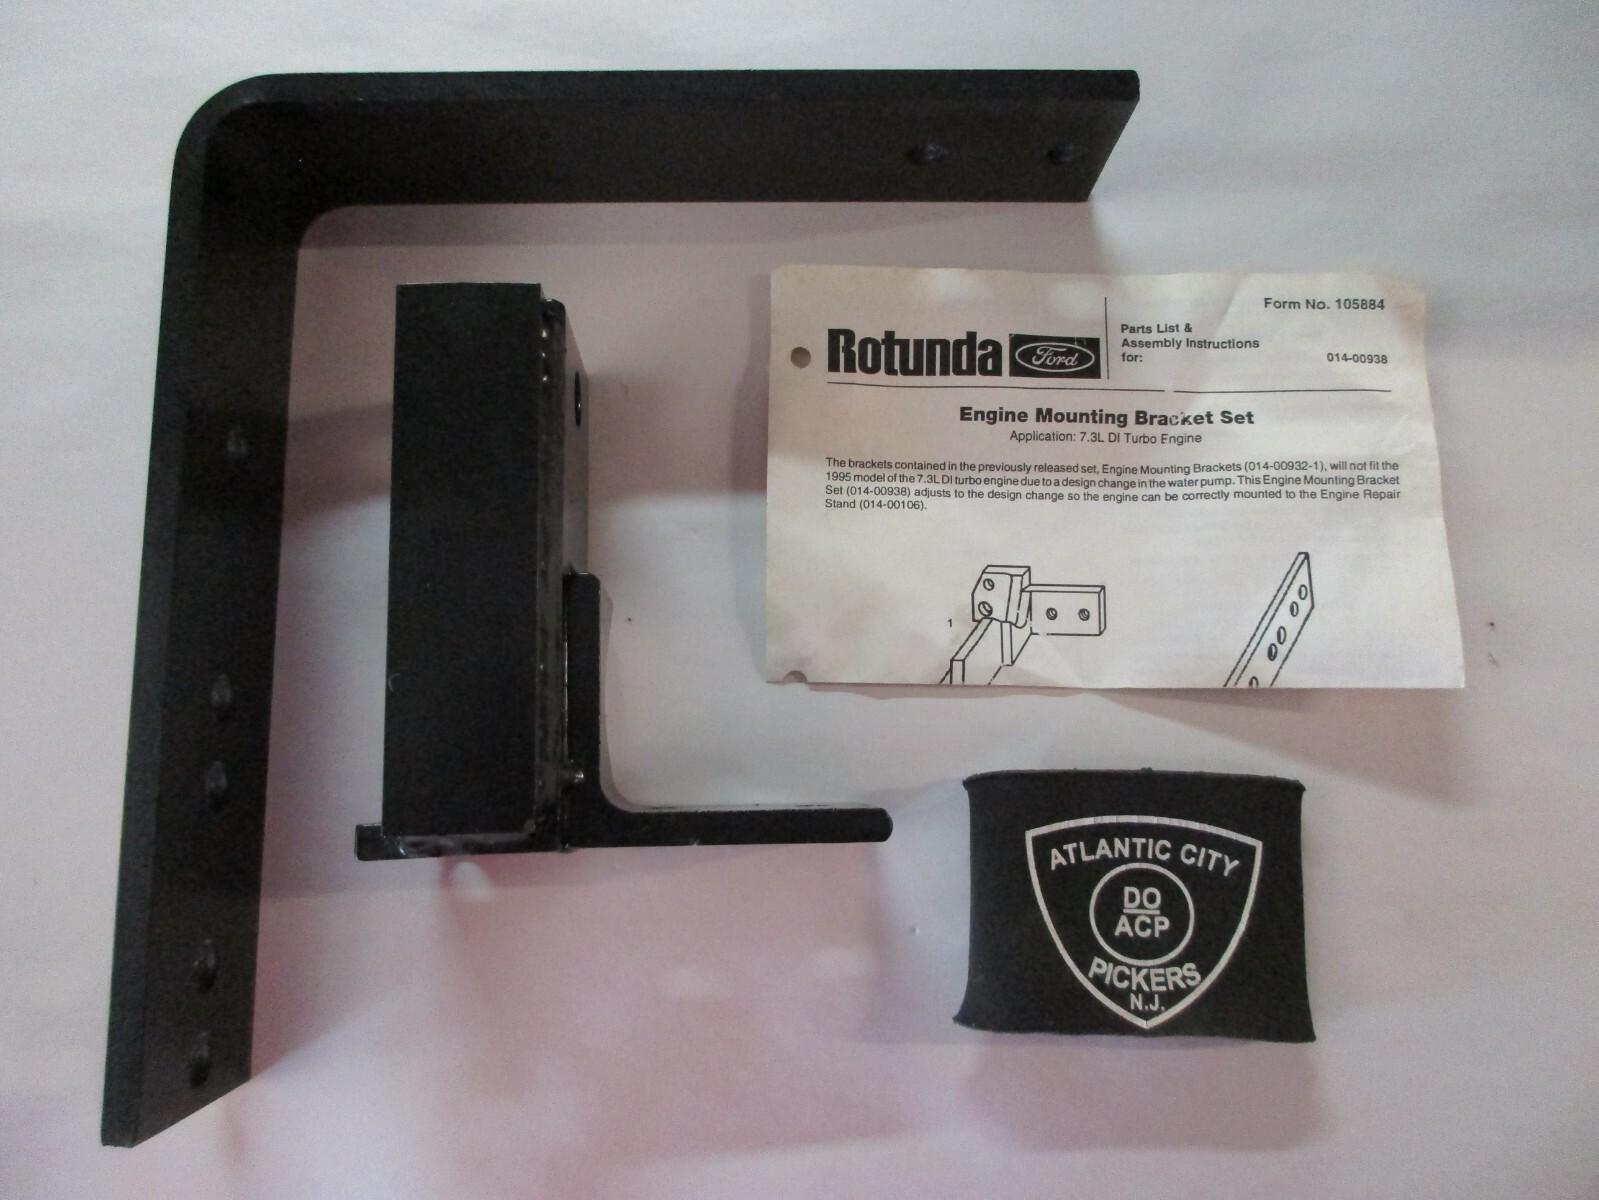 Form No. 105884
Rotunda Ford
Parts List &
Assembly Instructions
for: 014-00938
Engine Mounting Bracket Set
Application: 7.3L DI Turbo Engine
The brackets contained in the previously released set, Engine Mounting Brackets (014-00932-1), will not fit the
1995 model of the 7.3L DI turbo engine due to a design change in the water pump. This Engine Mounting Bracket
Set (014-00938) adjusts to the design change so the engine can be correctly mounted to the Engine Repair
Stand (014-00106).
1
ATLANTIC CITY
DO
ACP
PICKERS
N.J.